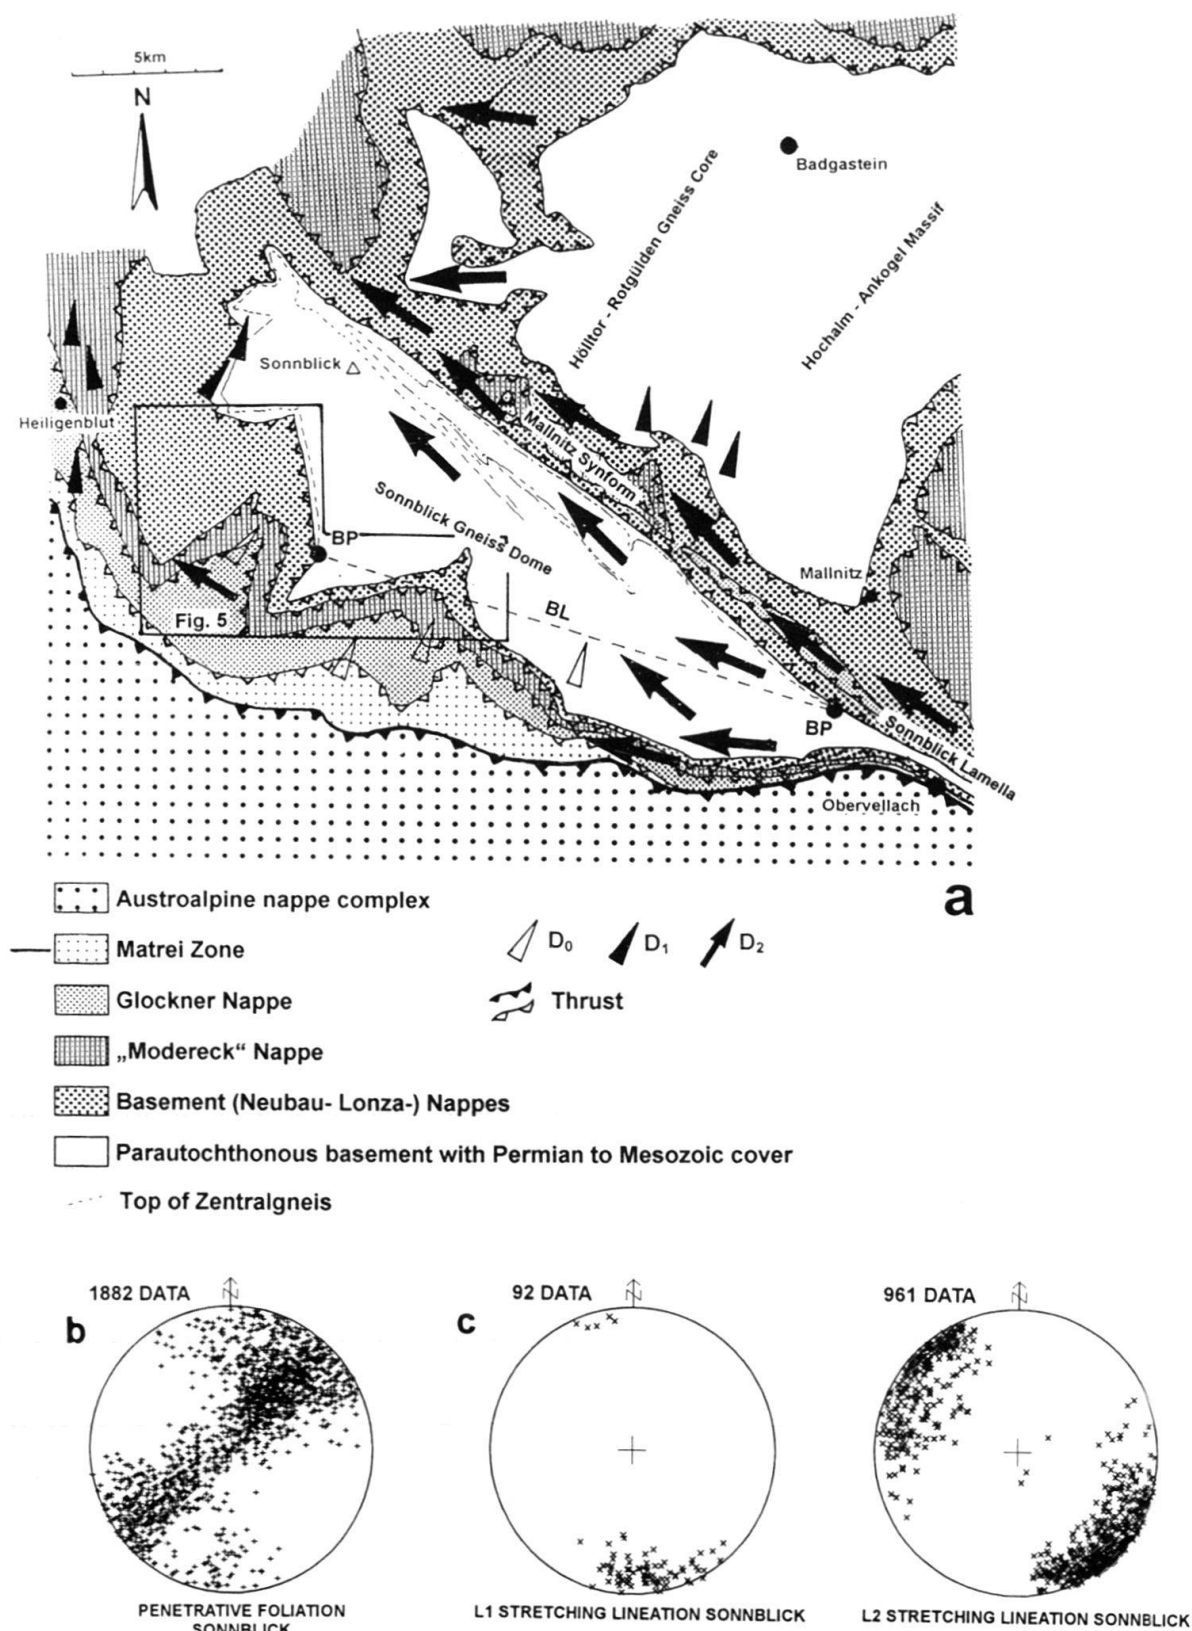 5km
N
Badgastein
Hölltor - Rotgülden Gneiss Core
Hochalm - Ankogel Massif
Sonnblick
Heiligenblut
Mallnitz Synform
Sonnblick Gneiss Dome
BP
Mallnitz
BL
Fig. 5
BP
Sonnblick Lamella
Obervellach
a
Austroalpine nappe complex
Matrei Zone
D0 D1 D2
Glockner Nappe
Thrust
„Modereck“ Nappe
Basement (Neubau- Lonza-) Nappes
Parautochthonous basement with Permian to Mesozoic cover
Top of Zentralgneis
1882 DATA
N
b
92 DATA
N
c
961 DATA
N
PENETRATIVE FOLIATION
SONNBLICK
L1 STRETCHING LINEATION SONNBLICK
L2 STRETCHING LINEATION SONNBLICK